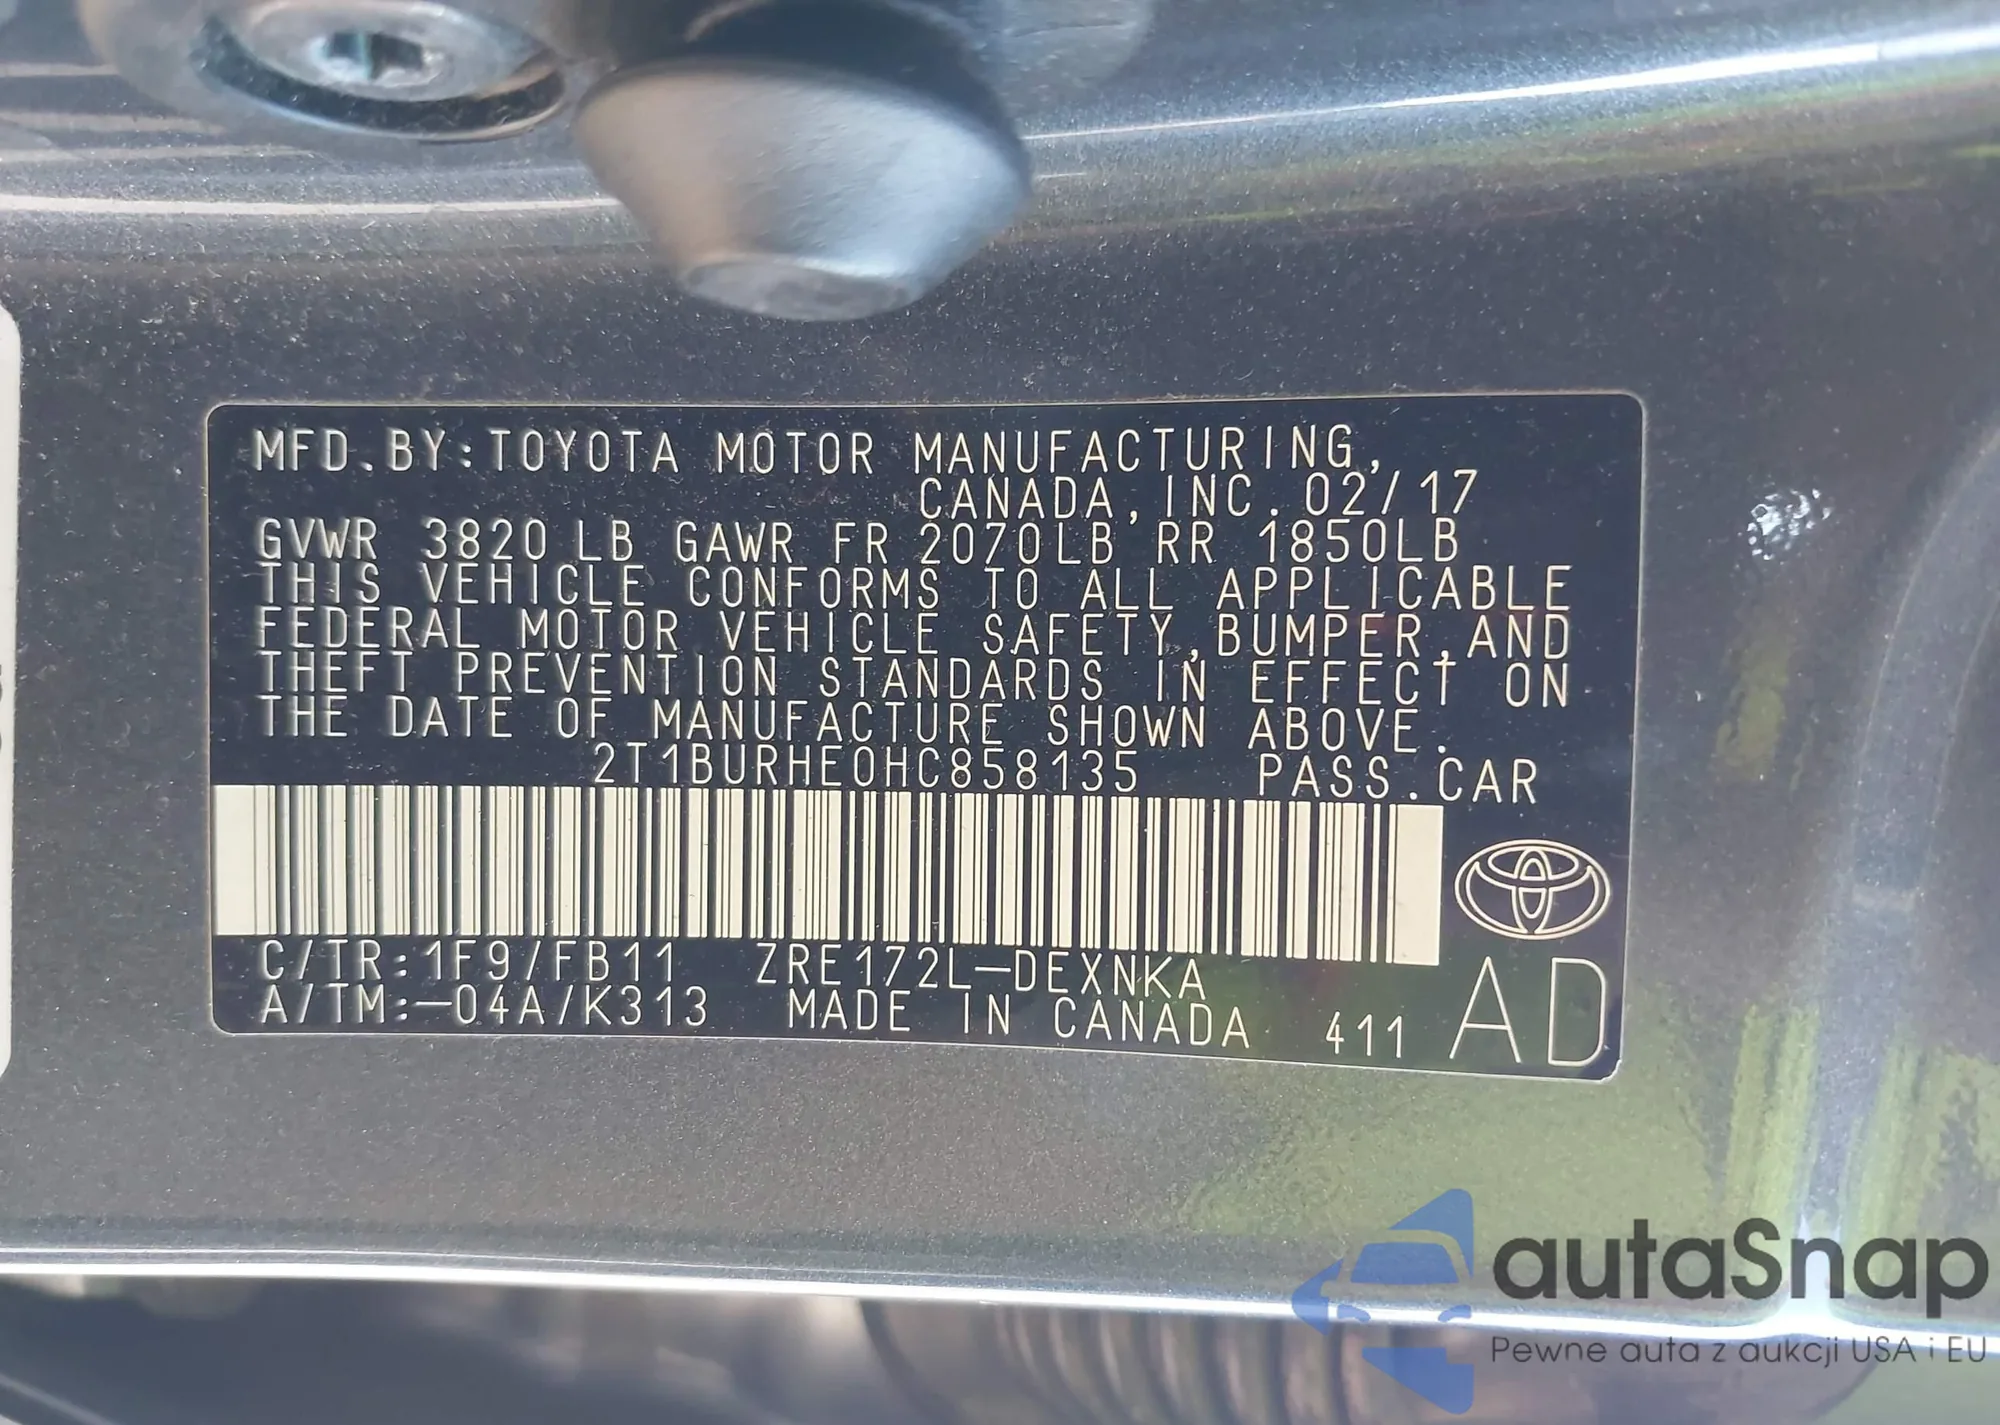 MFD.BY:TOYOTA MOTOR MANUFACTURING,
CANADA,INC.02/17
GVWR 3820LB GAWR FR 2070LB RR 1850LB
THIS VEHICLE CONFORMS TO ALL APPLICABLE
FEDERAL MOTOR VEHICLE SAFETY,BUMPER,AND
THEFT PREVENTION STANDARDS IN EFFECT ON
THE DATE OF MANUFACTURE SHOWN ABOVE.
2T1BURHE0HC858135 PASS.CAR
C/TR:1F9/FB11 ZRE172L-DEXNKA
A/TM:-04A/K313 MADE IN CANADA 411 AD
autaSnap
Pewne auta z aukcji USA i EU